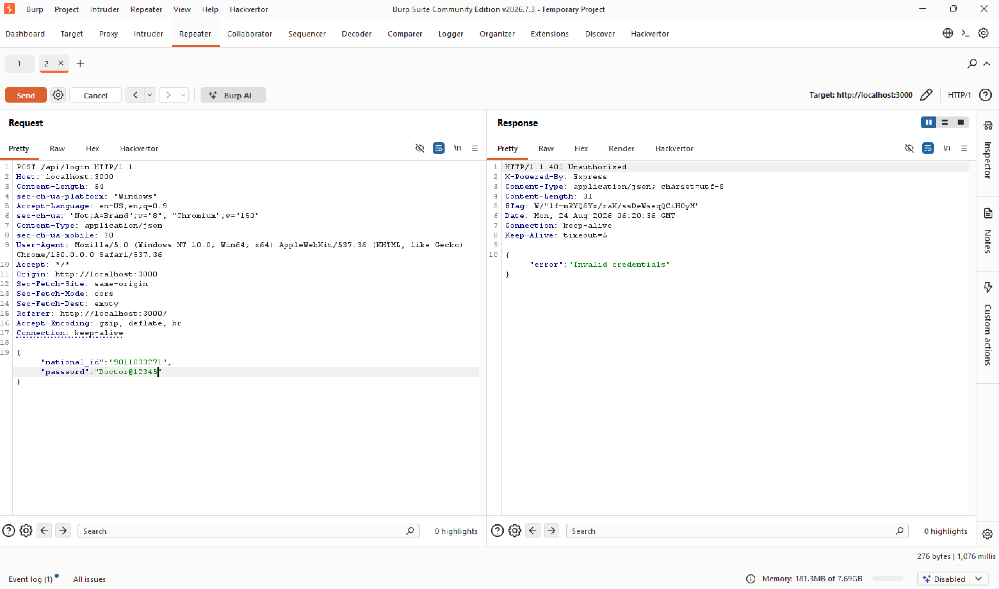 Burp Project Intruder Repeater View Help Hackvertor Burp Suite Community Edition v2026.7.3 - Temporary Project
Dashboard Target Proxy Intruder Repeater Collaborator Sequencer Decoder Comparer Logger Organizer Extensions Discover Hackvertor
1 2
Send Cancel Burp AI Target: http://localhost:3000 HTTP/1
Request
Pretty Raw Hex Hackvertor \n
1 POST /api/login HTTP/1.1
2 Host: localhost:3000
3 Content-Length: 54
4 sec-ch-ua-platform: "Windows"
5 Accept-Language: en-US,en;q=0.9
6 sec-ch-ua: "Not;A=Brand";v="8", "Chromium";v="150"
7 Content-Type: application/json
8 sec-ch-ua-mobile: ?0
9 User-Agent: Mozilla/5.0 (Windows NT 10.0; Win64; x64) AppleWebKit/537.36 (KHTML, like Gecko)
Chrome/150.0.0.0 Safari/537.36
10 Accept: */*
11 Origin: http://localhost:3000
12 Sec-Fetch-Site: same-origin
13 Sec-Fetch-Mode: cors
14 Sec-Fetch-Dest: empty
15 Referer: http://localhost:3000/
16 Accept-Encoding: gzip, deflate, br
17 Connection: keep-alive
18
19 {
"national_id":"9011033271",
"password":"Doctor@12345"
}
Search 0 highlights
Response
Pretty Raw Hex Render Hackvertor \n
1 HTTP/1.1 401 Unauthorized
2 X-Powered-By: Express
3 Content-Type: application/json; charset=utf-8
4 Content-Length: 31
5 ETag: W/"1f-mRYQ6Yx/raK/ssDeWseqQCiHOyM"
6 Date: Mon, 24 Aug 2026 06:20:36 GMT
7 Connection: keep-alive
8 Keep-Alive: timeout=5
9
10 {
"error":"Invalid credentials"
}
Search 0 highlights
Inspector
Notes
Custom actions
276 bytes | 1,076 millis
Event log (1) All issues Memory: 181.3MB of 7.69GB Disabled